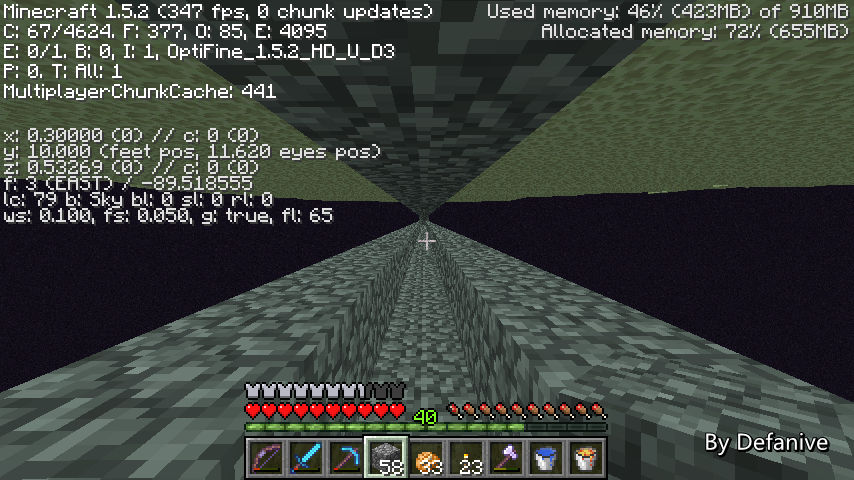 Minecraft 1.5.2 (347 fps, 0 chunk updates)
Used memory: 46% (423MB) of 910MB
C: 67/4624. F: 377, O: 85, E: 4095
Allocated memory: 72% (655MB)
E: 0/1. B: 0, I: 1, OptiFine_1.5.2_HD_U_D3
P: 0. T: All: 1
MultiplayerChunkCache: 441
x: 0.30000 (0) // c: 0 (0)
y: 10.000 (feet pos, 11.620 eyes pos)
z: 0.53269 (0) // c: 0 (0)
f: 3 (EAST) / -89.518555
lc: 79 b: Sky bl: 0 sl: 0 rl: 0
ws: 0.100, fs: 0.050, g: true, fl: 65
40
58 63 23
By Defanive